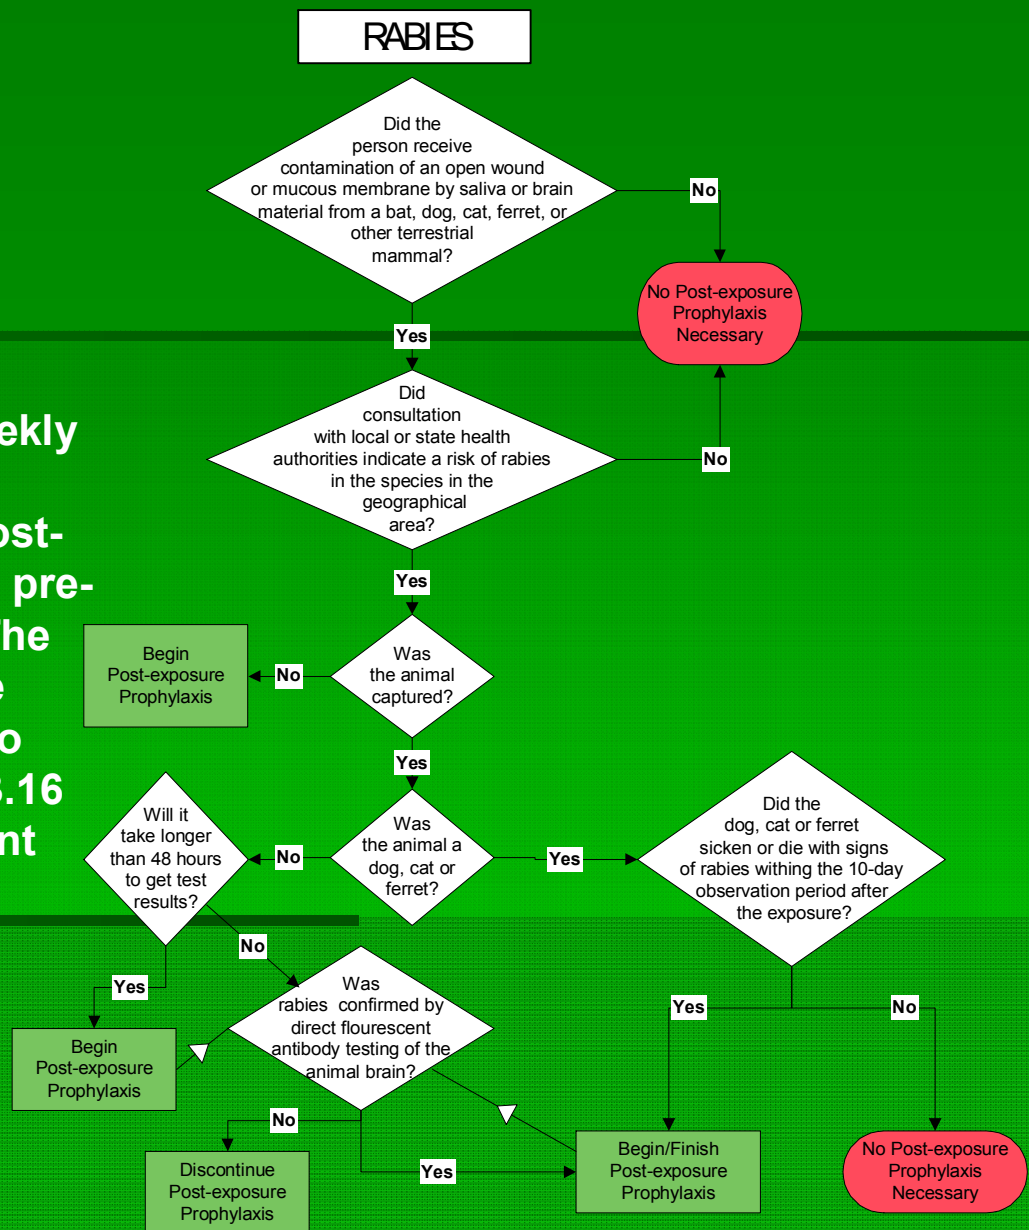 RABIES
Did the
person receive
contamination of an open wound
or mucous membrane by saliva or brain
material from a bat, dog, cat, ferret, or
other terrestrial
mammal?
No
No Post-exposure
Prophylaxis
Necessary
Yes
Did
consultation
with local or state health
authorities indicate a risk of rabies
in the species in the
geographical
area?
No
Yes
ekly
ost-
pre-
he
e
o
3.16
nt
Begin
Post-exposure
Prophylaxis
No
Was
the animal
captured?
Yes
Will it
take longer
than 48 hours
to get test
results?
No
Was
the animal a
dog, cat or
ferret?
Yes
Did the
dog, cat or ferret
sicken or die with signs
of rabies withing the 10-day
observation period after
the exposure?
No
Yes
Begin
Post-exposure
Prophylaxis
Was
rabies confirmed by
direct flourescent
antibody testing of the
animal brain?
Yes
No
No
Yes
Discontinue
Post-exposure
Prophylaxis
Begin/Finish
Post-exposure
Prophylaxis
No Post-exposure
Prophylaxis
Necessary